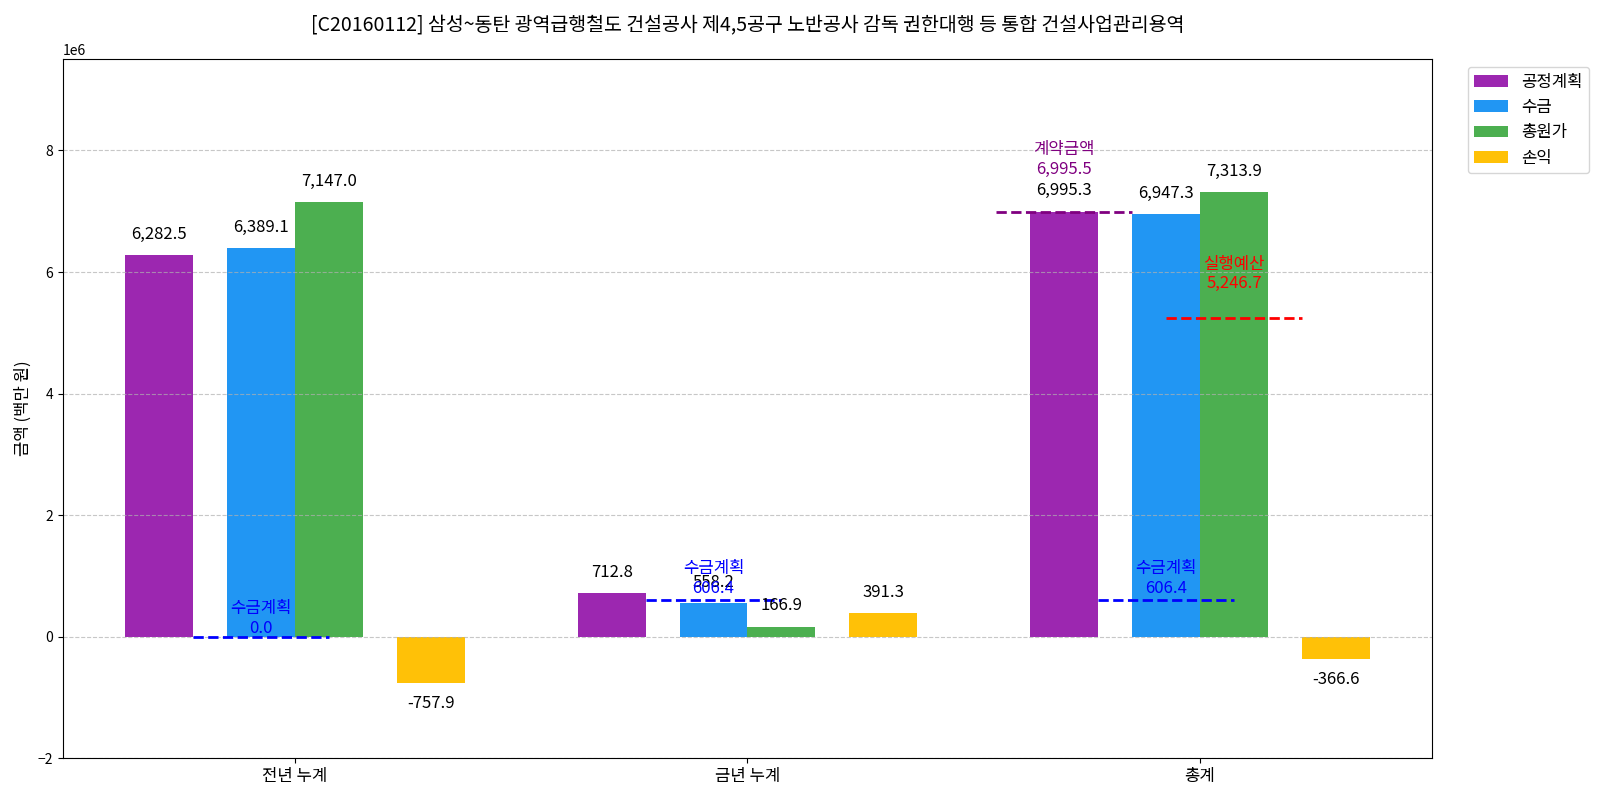 [C20160112] 삼성~동탄 광역급행철도 건설공사 제4,5공구 노반공사 감독 권한대행 등 통합 건설사업관리용역
1e6
공정계획
수금
총원가
손익
금액 (백만 원)
8
6
4
2
0
−2
6,282.5
6,389.1
7,147.0
수금계획
0.0
-757.9
712.8
수금계획
558.2
606.4
166.9
391.3
계약금액
6,995.5
6,995.3
6,947.3
7,313.9
실행예산
5,246.7
수금계획
606.4
-366.6
전년 누계
금년 누계
총계